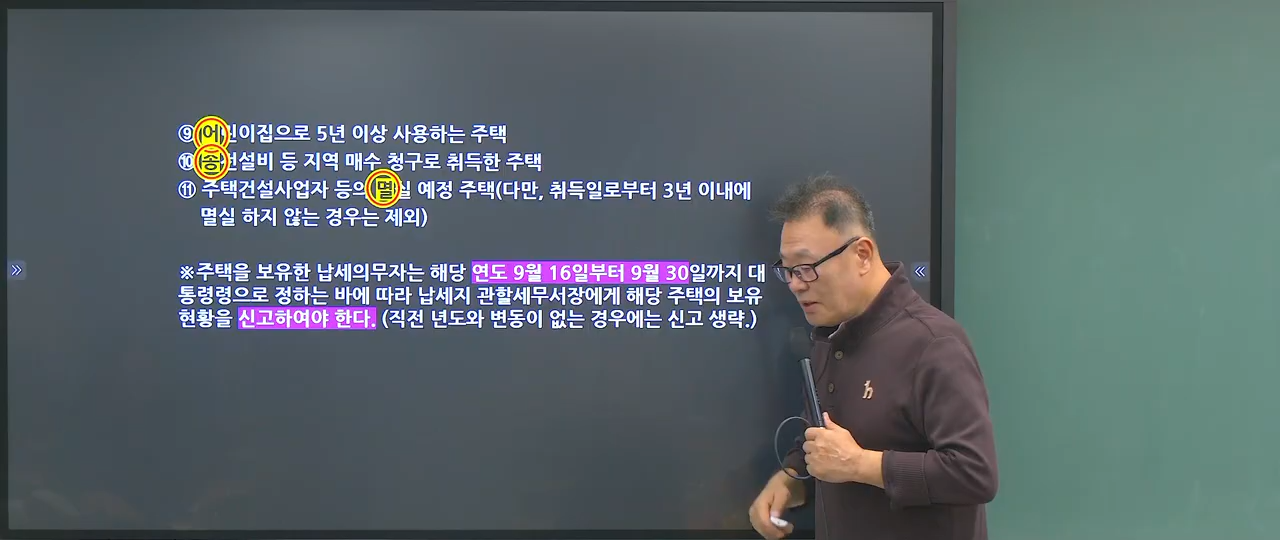 ⑨ 어린이집으로 5년 이상 사용하는 주택
⑩ 송전설비 등 지역 매수 청구로 취득한 주택
⑪ 주택건설사업자 등의 멸실 예정 주택(다만, 취득일로부터 3년 이내에
멸실 하지 않는 경우는 제외)
※주택을 보유한 납세의무자는 해당 연도 9월 16일부터 9월 30일까지 대
통령령으로 정하는 바에 따라 납세지 관할세무서장에게 해당 주택의 보유
현황을 신고하여야 한다. (직전 년도와 변동이 없는 경우에는 신고 생략.)